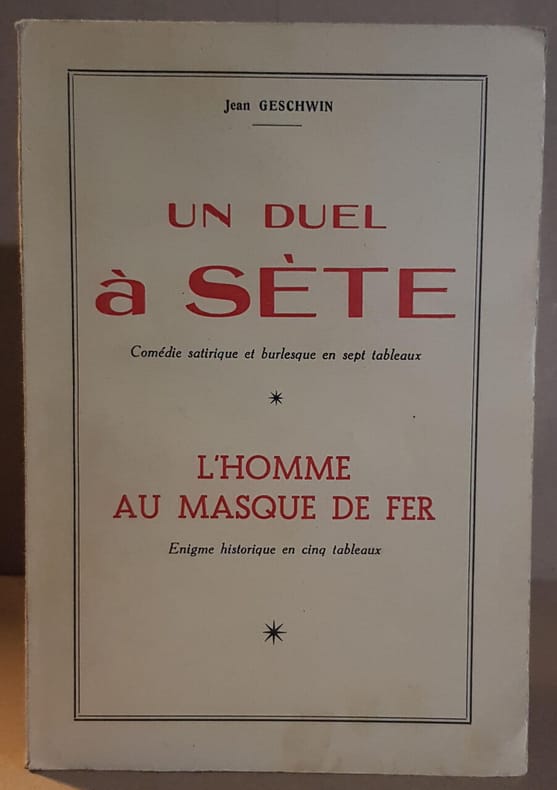 Jean GESCHWIN
UN DUEL
à SÈTE
Comédie satirique et burlesque en sept tableaux
L'HOMME
AU MASQUE DE FER
Enigme historique en cinq tableaux